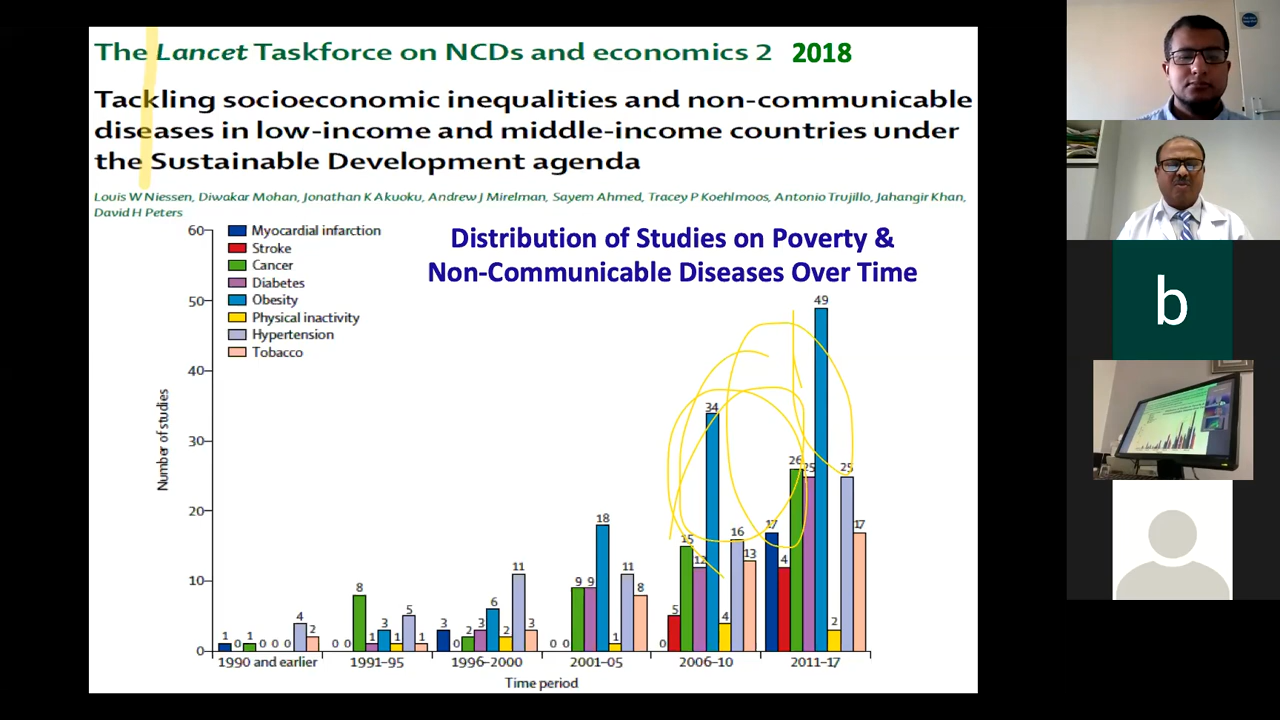 The Lancet Taskforce on NCDs and economics 2 2018
Tackling socioeconomic inequalities and non-communicable
diseases in low-income and middle-income countries under
the Sustainable Development agenda
Louis W Niessen, Diwakar Mohan, Jonathan K Akuoku, Andrew J Mirelman, Sayem Ahmed, Tracey P Koehlmoos, Antonio Trujillo, Jahangir Khan,
David H Peters
Distribution of Studies on Poverty &
Non-Communicable Diseases Over Time
Myocardial infarction
Stroke
Cancer
Diabetes
Obesity
Physical inactivity
Hypertension
Tobacco
Number of studies
60
50
40
30
20
10
0
1 0 1 0 0 0 4 2
0 0 8 1 3 1 5 1
3 0 2 3 6 2 11 3
0 0 9 9 18 1 11 8
0 5 15 12 34 4 16 13
17 4 26 25 49 2 25 17
1990 and earlier 1991–95 1996–2000 2001–05 2006–10 2011–17
Time period
b